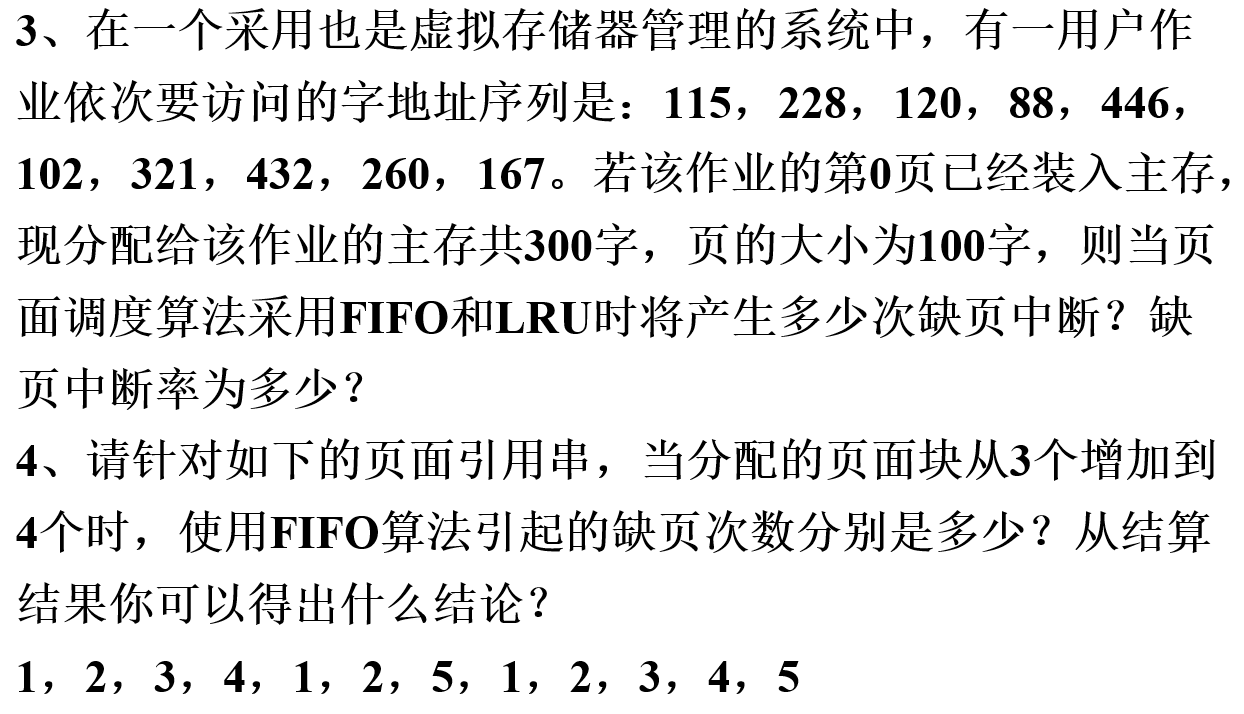 3、在一个采用也是虚拟存储器管理的系统中，有一用户作
业依次要访问的字地址序列是：115，228，120，88，446，
102，321，432，260，167。若该作业的第0页已经装入主存，
现分配给该作业的主存共300字，页的大小为100字，则当页
面调度算法采用FIFO和LRU时将产生多少次缺页中断？缺
页中断率为多少？
4、请针对如下的页面引用串，当分配的页面块从3个增加到
4个时，使用FIFO算法引起的缺页次数分别是多少？从结算
结果你可以得出什么结论？
1，2，3，4，1，2，5，1，2，3，4，5